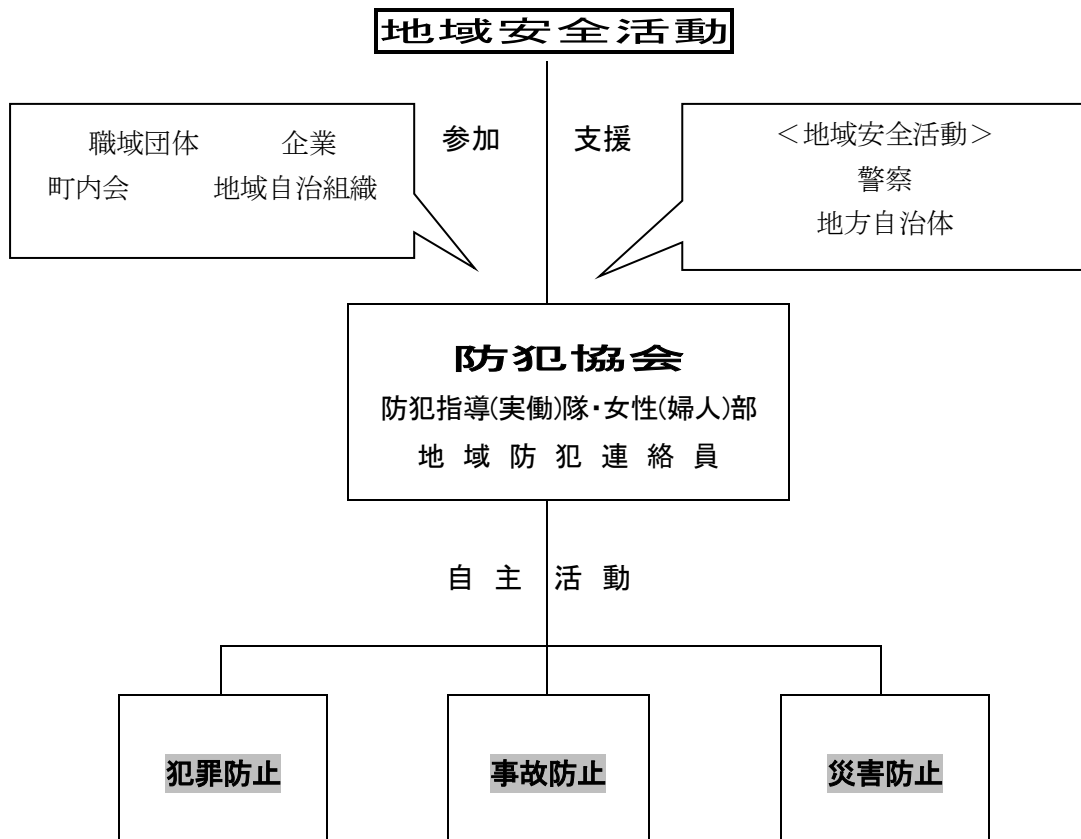 地域安全活動
職域団体　企業
町内会　地域自治組織
参加　支援
＜地域安全活動＞
警察
地方自治体
防犯協会
防犯指導(実働)隊・女性(婦人)部
地域防犯連絡員
自主活動
犯罪防止
事故防止
災害防止